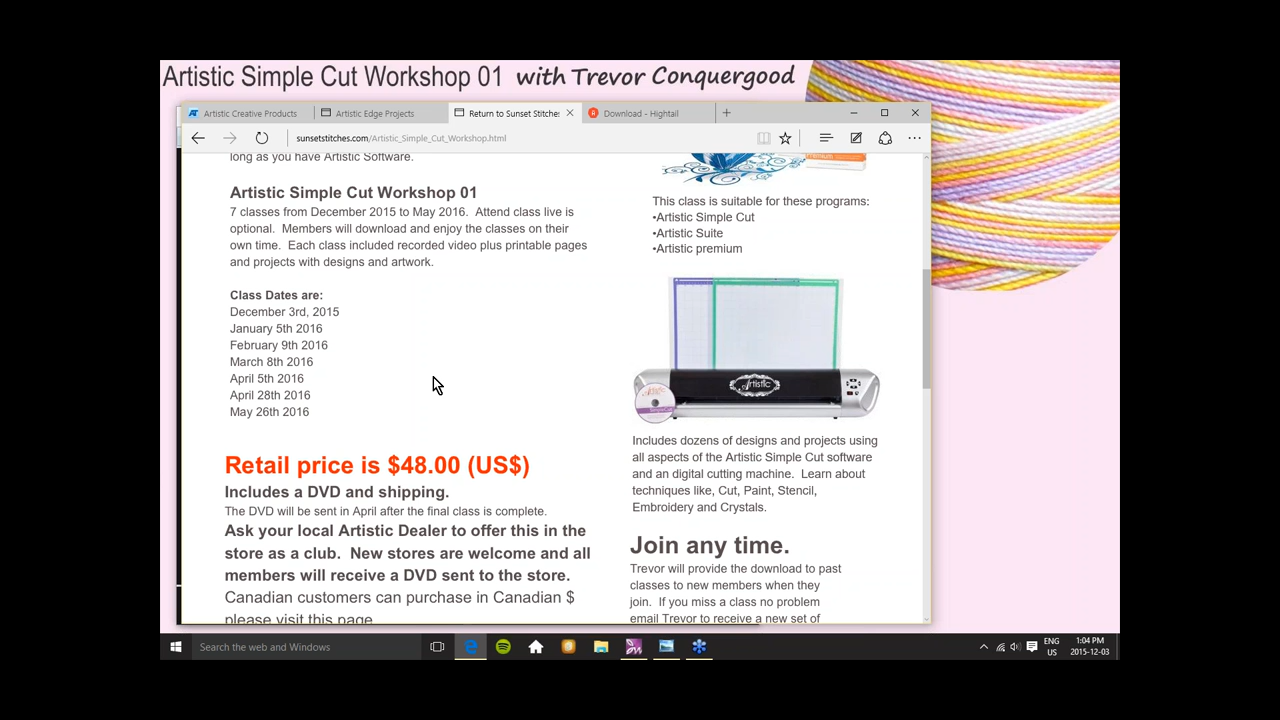 Artistic Simple Cut Workshop 01 with Trevor Conquergood
Artistic Creative Products
Artistic Edge Projects
Return to Sunset Stitches
Download - Hightail
sunsetstitches.com/Artistic_Simple_Cut_Workshop.html
long as you have Artistic Software.
Artistic Simple Cut Workshop 01
7 classes from December 2015 to May 2016. Attend class live is
optional. Members will download and enjoy the classes on their
own time. Each class included recorded video plus printable pages
and projects with designs and artwork.
Class Dates are:
December 3rd, 2015
January 5th 2016
February 9th 2016
March 8th 2016
April 5th 2016
April 28th 2016
May 26th 2016
Retail price is $48.00 (US$)
Includes a DVD and shipping.
The DVD will be sent in April after the final class is complete.
Ask your local Artistic Dealer to offer this in the
store as a club. New stores are welcome and all
members will receive a DVD sent to the store.
Canadian customers can purchase in Canadian $
please visit this page
This class is suitable for these programs:
•Artistic Simple Cut
•Artistic Suite
•Artistic premium
Artistic
Includes dozens of designs and projects using
all aspects of the Artistic Simple Cut software
and an digital cutting machine. Learn about
techniques like, Cut, Paint, Stencil,
Embroidery and Crystals.
Join any time.
Trevor will provide the download to past
classes to new members when they
join. If you miss a class no problem
email Trevor to receive a new set of
Search the web and Windows
ENG
US
1:04 PM
2015-12-03